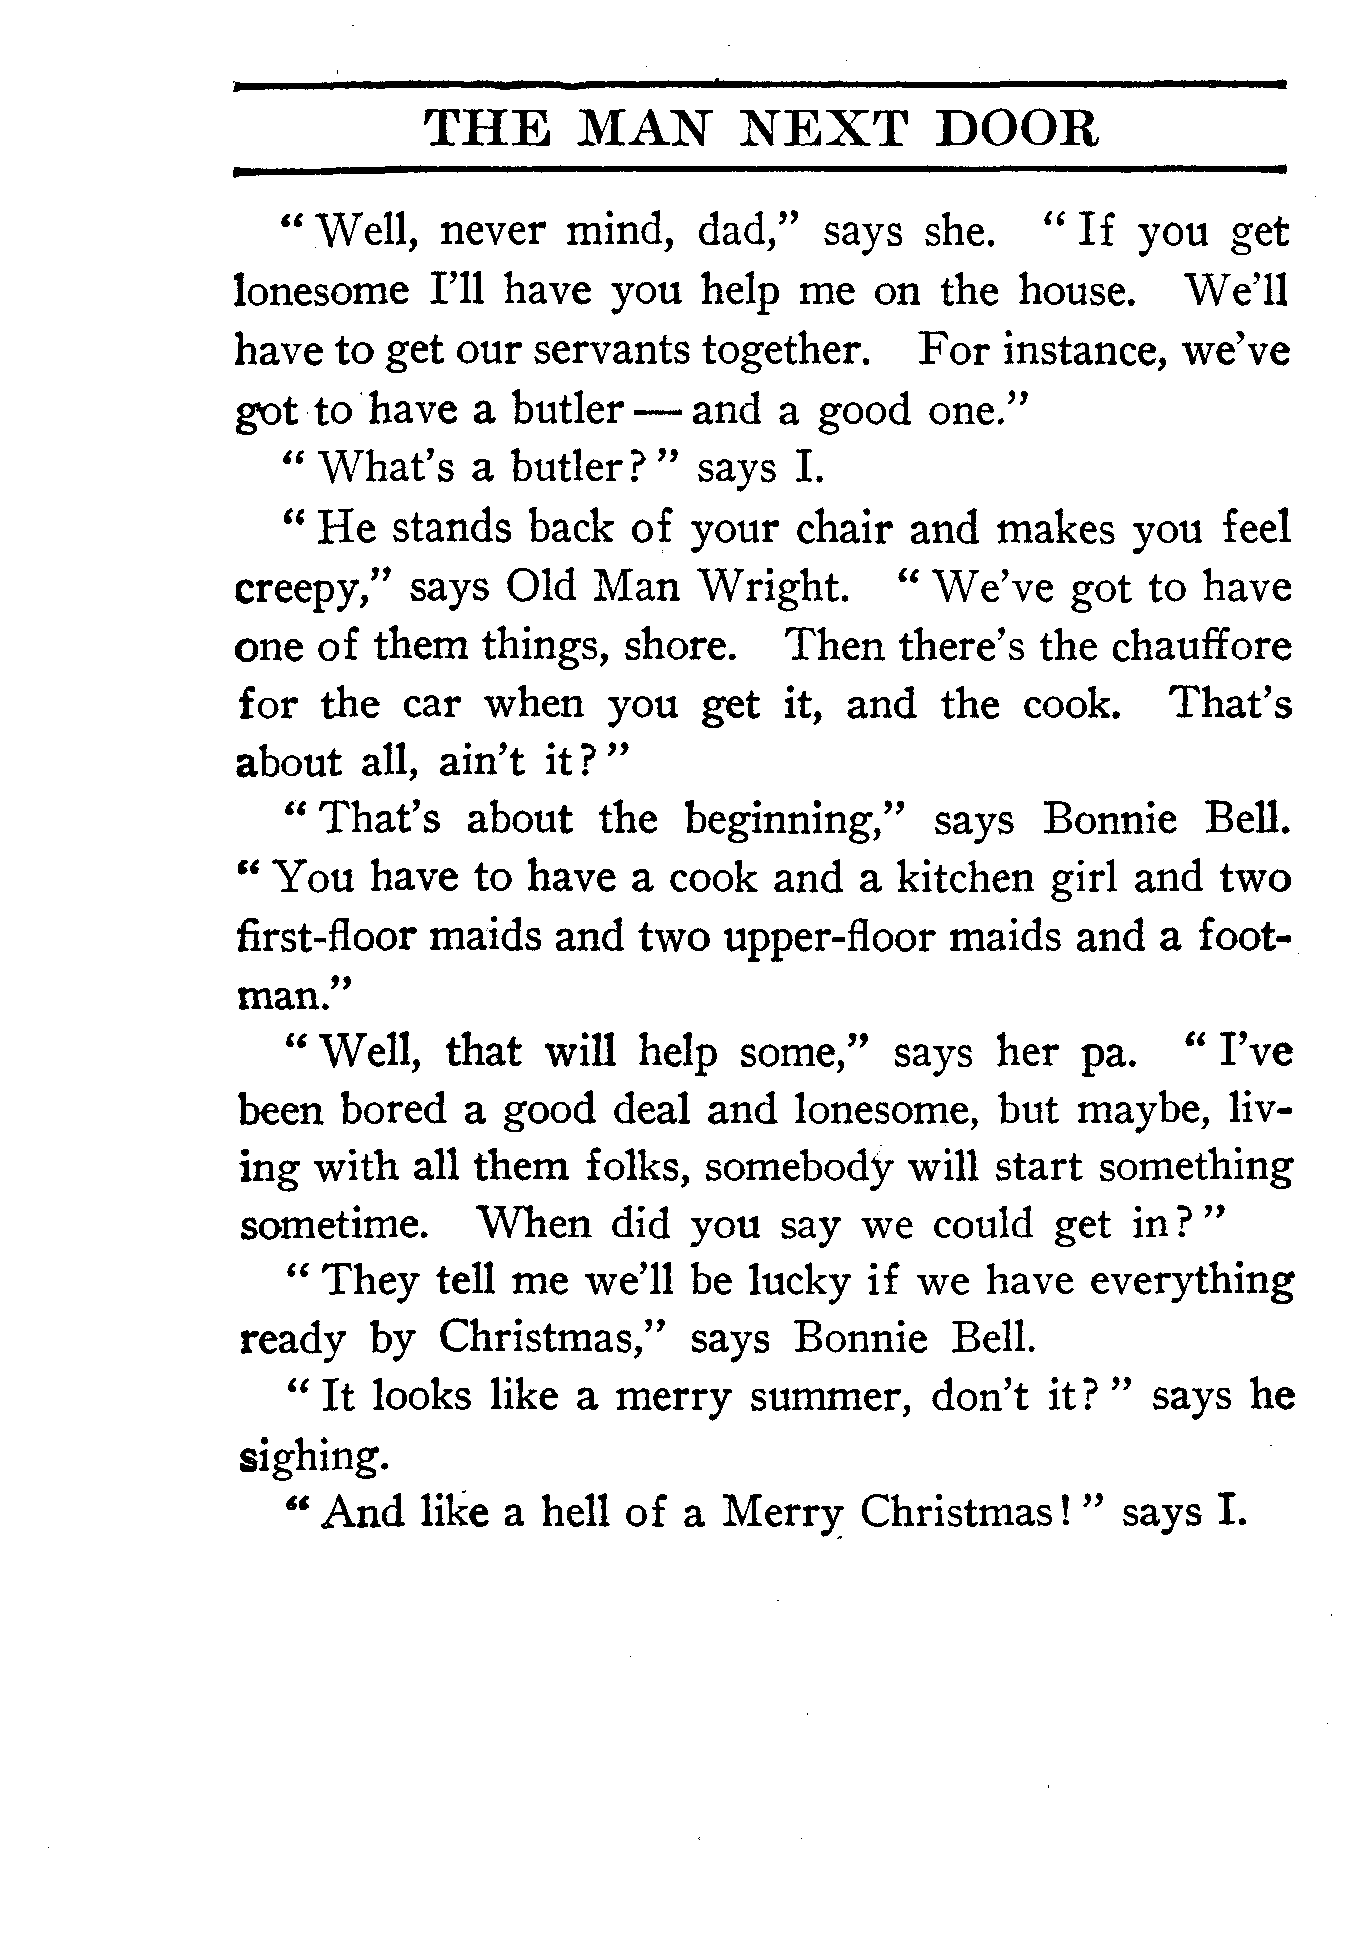 THE MAN NEXT DOOR
“ Well, never mind, dad,” says she. “ If you get
lonesome I’ll have you help me on the house. We’ll
have to get our servants together. For instance, we’ve
got to have a butler — and a good one.”
“ What’s a butler? ” says I.
“ He stands back of your chair and makes you feel
creepy,” says Old Man Wright. “ We’ve got to have
one of them things, shore. Then there’s the chauffore
for the car when you get it, and the cook. That’s
about all, ain’t it? ”
“ That’s about the beginning,” says Bonnie Bell.
“ You have to have a cook and a kitchen girl and two
first-floor maids and two upper-floor maids and a foot-
man.”
“ Well, that will help some,” says her pa. “ I’ve
been bored a good deal and lonesome, but maybe, liv-
ing with all them folks, somebody will start something
sometime. When did you say we could get in? ”
“ They tell me we’ll be lucky if we have everything
ready by Christmas,” says Bonnie Bell.
“ It looks like a merry summer, don’t it? ” says he
sighing.
“ And like a hell of a Merry Christmas! ” says I.